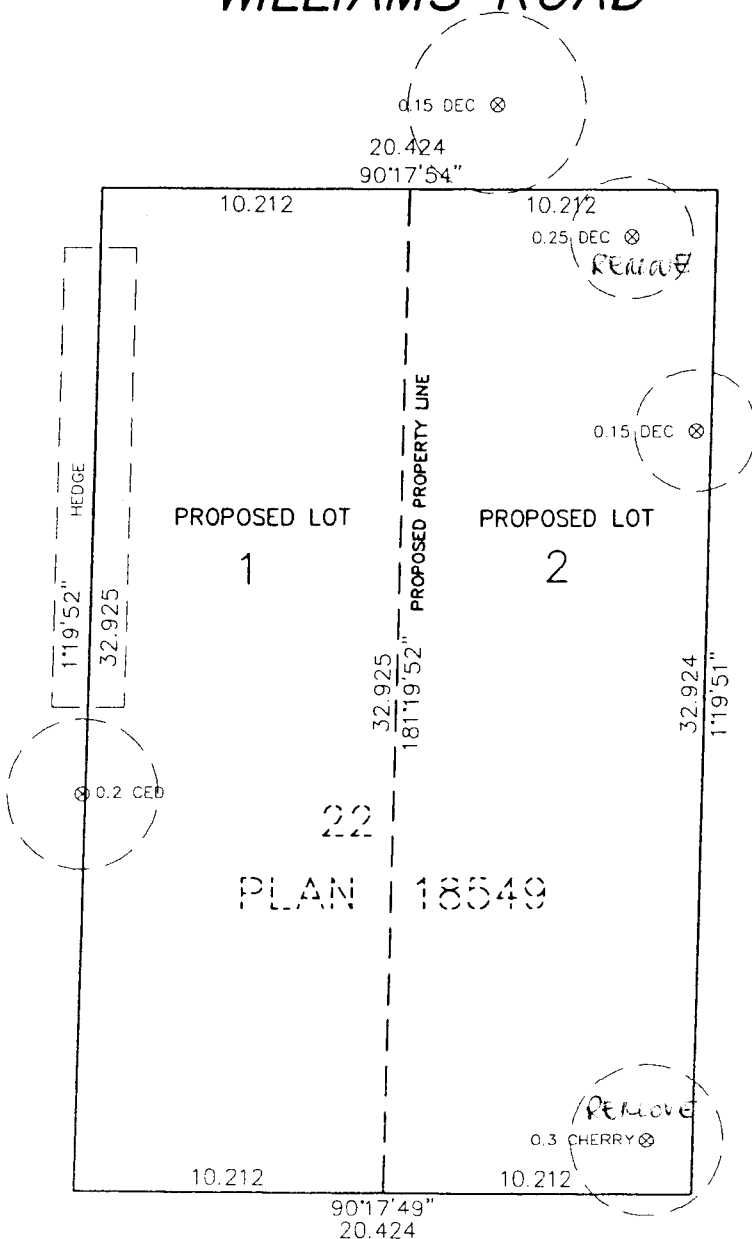 WILLIAMS ROAD
0.15 DEC
20.424
90°17'54"
10.212
10.212
0.25 DEC
REMOVE
0.15 DEC
HEDGE
PROPOSED PROPERTY LINE
PROPOSED LOT
1
PROPOSED LOT
2
1°19'52"
32.925
32.925
181°19'52"
32.924
1°19'51"
0.2 CED
22
PLAN 18549
REMOVE
0.3 CHERRY
10.212
10.212
90°17'49"
20.424